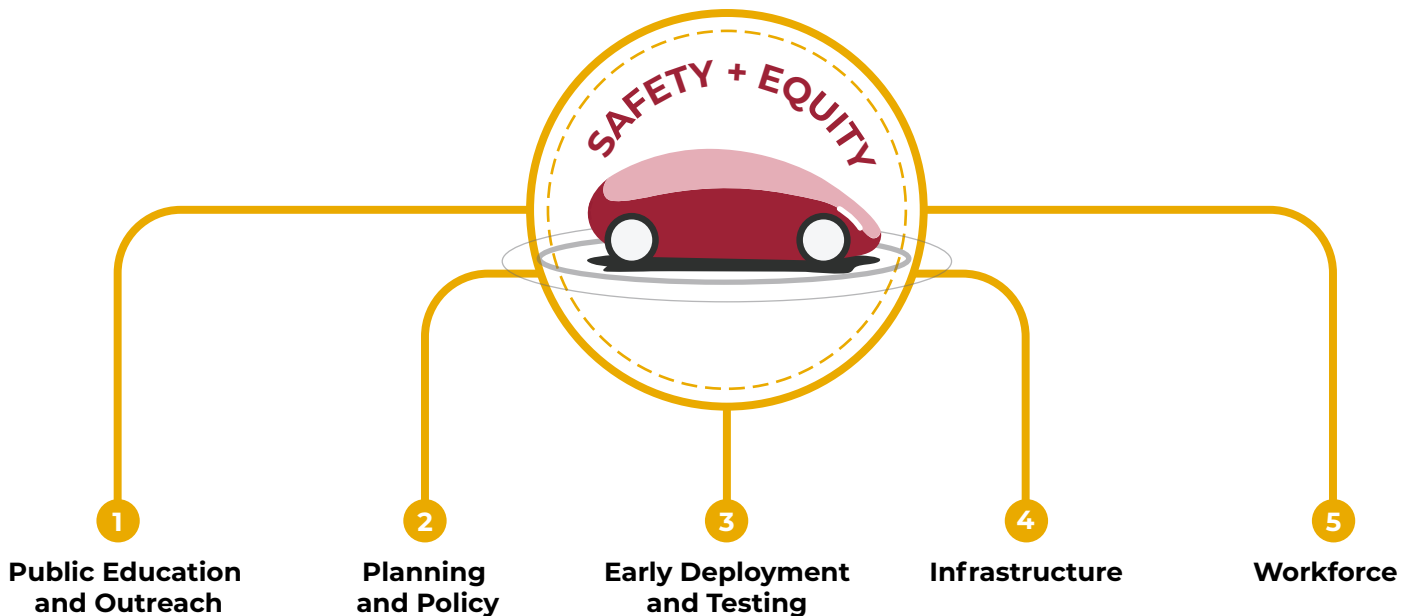 SAFETY + EQUITY
1
2
3
4
5
Public Education
and Outreach
Planning
and Policy
Early Deployment
and Testing
Infrastructure
Workforce